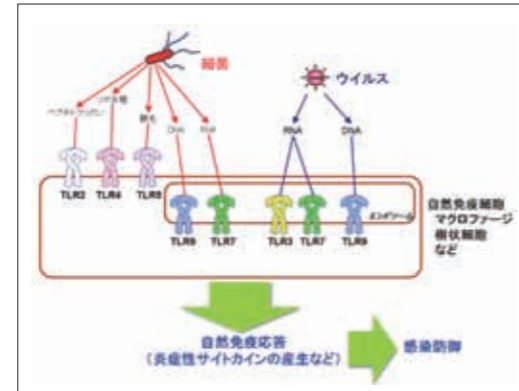 細菌
ウイルス
ペプチドグリカン
リポ多糖
鞭毛
DNA
RNA
RNA
DNA
TLR2
TLR4
TLR5
TLR9
TLR7
TLR3
TLR7
TLR9
エンドソーム
自然免疫細胞
マクロファージ
樹状細胞
など
自然免疫応答
(炎症性サイトカインの産生など)
感染防御